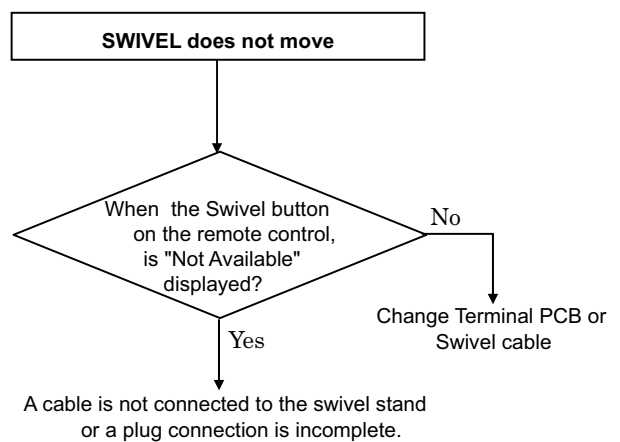 SWIVEL does not move
When the Swivel button
on the remote control,
is "Not Available"
displayed?
No
Change Terminal PCB or
Swivel cable
Yes
A cable is not connected to the swivel stand
or a plug connection is incomplete.